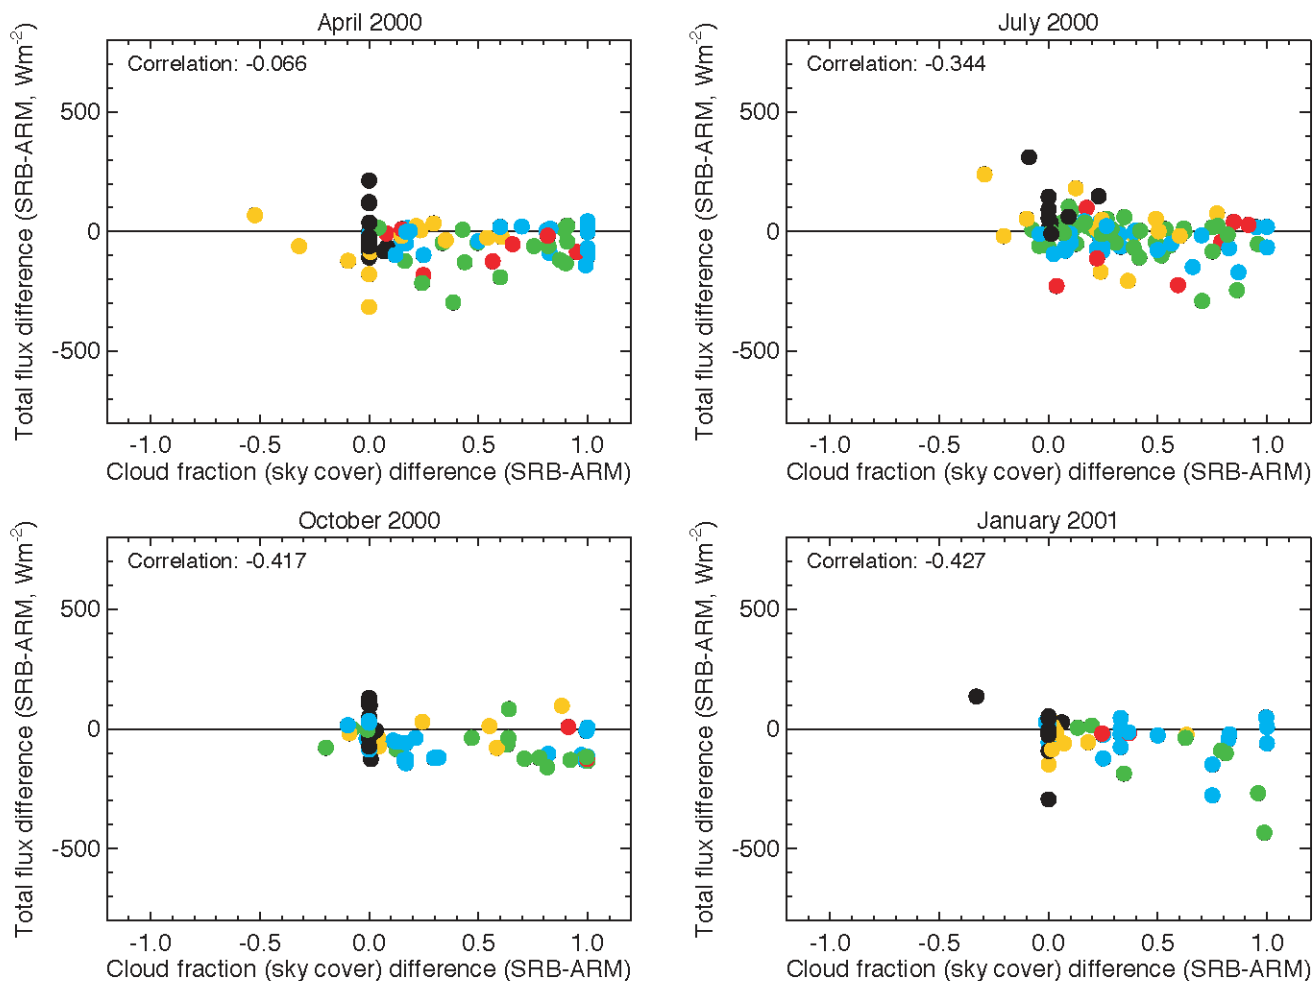 April 2000
Correlation: -0.066
500
0
-500
Total flux difference (SRB-ARM, Wm-2)
-1.0 -0.5 0.0 0.5 1.0
Cloud fraction (sky cover) difference (SRB-ARM)
July 2000
Correlation: -0.344
500
0
-500
Total flux difference (SRB-ARM, Wm-2)
-1.0 -0.5 0.0 0.5 1.0
Cloud fraction (sky cover) difference (SRB-ARM)
October 2000
Correlation: -0.417
500
0
-500
Total flux difference (SRB-ARM, Wm-2)
-1.0 -0.5 0.0 0.5 1.0
Cloud fraction (sky cover) difference (SRB-ARM)
January 2001
Correlation: -0.427
500
0
-500
Total flux difference (SRB-ARM, Wm-2)
-1.0 -0.5 0.0 0.5 1.0
Cloud fraction (sky cover) difference (SRB-ARM)